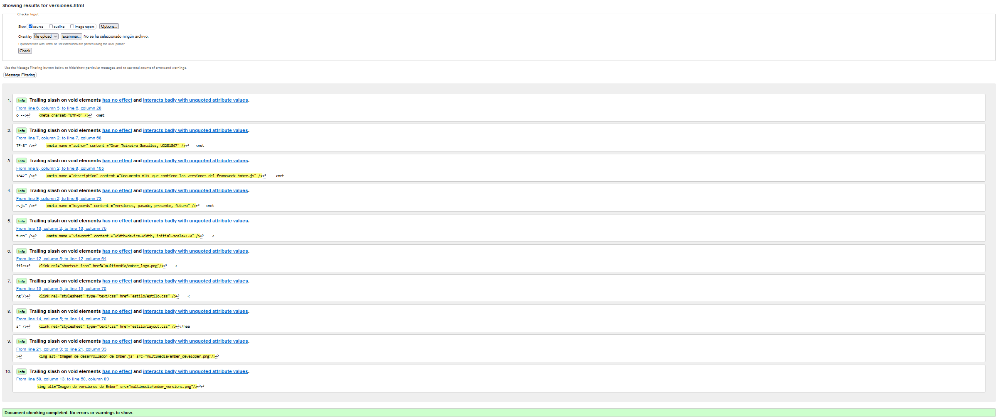 Showing results for versiones.html
Checker Input
Show source outline image report Options...
Check by file upload Examinar... No se ha seleccionado ningún archivo.
Uploaded files with .xhtml or .xht extensions are parsed using the XML parser.
Check
Use the Message Filtering button below to hide/show particular messages, and to see total counts of errors and warnings.
Message Filtering
1. Info Trailing slash on void elements has no effect and interacts badly with unquoted attribute values.
From line 6, column 5; to line 6, column 28
o -->↩ <meta charset="UTF-8" />↩ <met
2. Info Trailing slash on void elements has no effect and interacts badly with unquoted attribute values.
From line 7, column 2; to line 7, column 68
TF-8" />↩ <meta name ="author" content ="Omar Teixeira González, UO281847" />↩ <met
3. Info Trailing slash on void elements has no effect and interacts badly with unquoted attribute values.
From line 8, column 2; to line 8, column 105
1847" />↩ <meta name ="description" content ="Documento HTML que contiene las versiones del framework Ember.js" />↩ <met
4. Info Trailing slash on void elements has no effect and interacts badly with unquoted attribute values.
From line 9, column 2; to line 9, column 73
r.js" />↩ <meta name ="keywords" content ="versiones, pasado, presente, futuro" />↩ <met
5. Info Trailing slash on void elements has no effect and interacts badly with unquoted attribute values.
From line 10, column 2; to line 10, column 75
turo" />↩ <meta name ="viewport" content ="width=device-width, initial-scale=1.0" />↩ <
6. Info Trailing slash on void elements has no effect and interacts badly with unquoted attribute values.
From line 12, column 5; to line 12, column 64
itle>↩ <link rel="shortcut icon" href="multimedia/ember_logo.png"/>↩ <
7. Info Trailing slash on void elements has no effect and interacts badly with unquoted attribute values.
From line 13, column 5; to line 13, column 70
ng"/>↩ <link rel="stylesheet" type="text/css" href="estilo/estilo.css" />↩ <
8. Info Trailing slash on void elements has no effect and interacts badly with unquoted attribute values.
From line 14, column 5; to line 14, column 70
s" />↩ <link rel="stylesheet" type="text/css" href="estilo/layout.css" />↩</hea
9. Info Trailing slash on void elements has no effect and interacts badly with unquoted attribute values.
From line 21, column 9; to line 21, column 93
>↩ <img alt="Imagen de desarrollador de Ember.js" src="multimedia/ember_developer.png"/>↩
10. Info Trailing slash on void elements has no effect and interacts badly with unquoted attribute values.
From line 50, column 13; to line 50, column 89
<img alt="Imagen de versiones de Ember" src="multimedia/ember_versions.png"/>↩↩
Document checking completed. No errors or warnings to show.